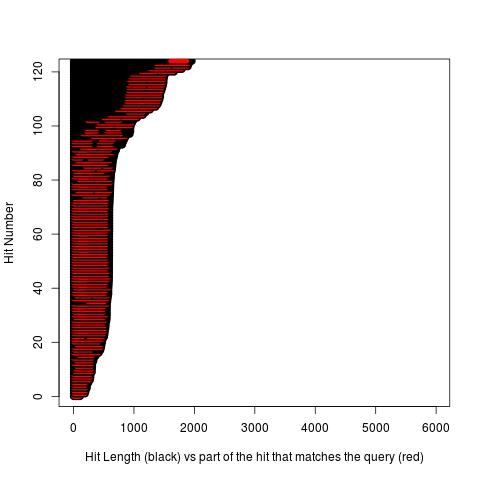 120
100
80
60
40
20
0
Hit Number
0 1000 2000 3000 4000 5000 6000
Hit Length (black) vs part of the hit that matches the query (red)